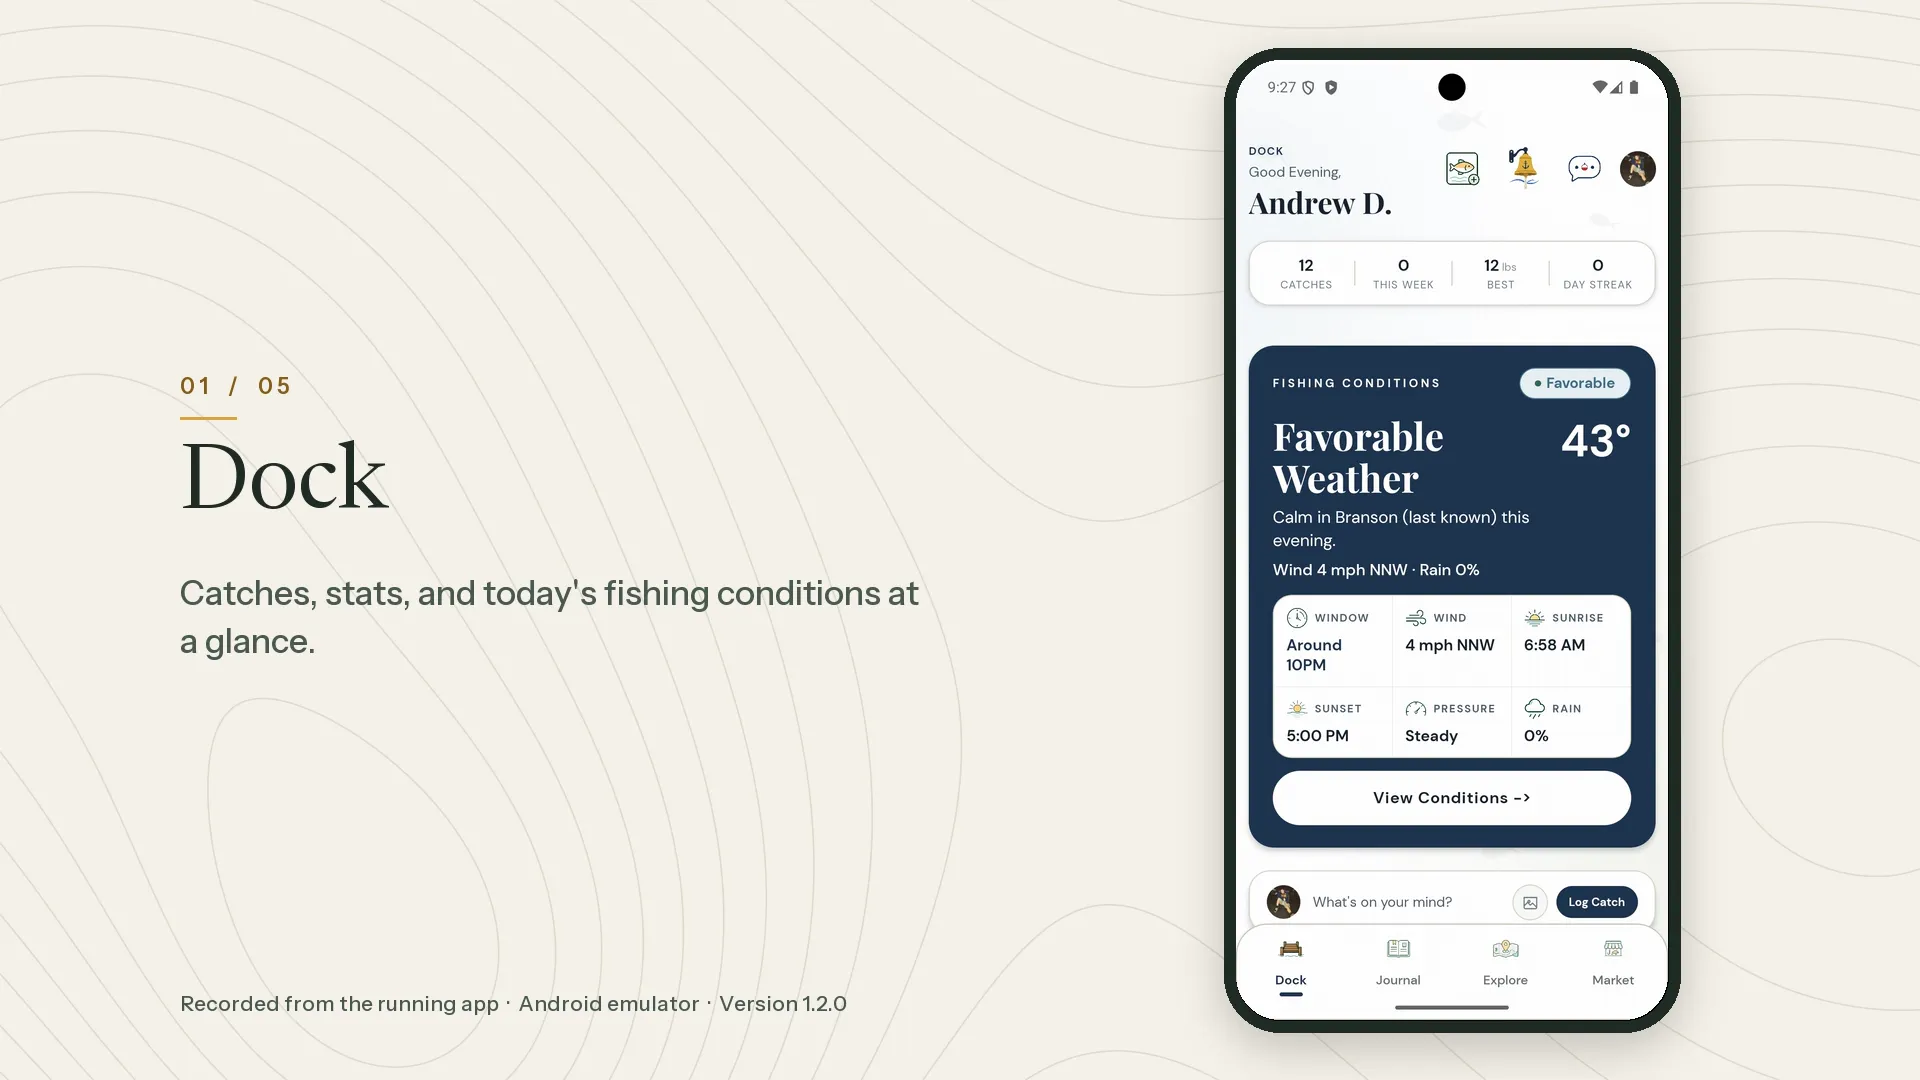 01 / 05
Dock
Catches, stats, and today's fishing conditions at
a glance.
Recorded from the running app · Android emulator · Version 1.2.0
9:27
DOCK
Good Evening,
Andrew D.
12
CATCHES
0
THIS WEEK
12 lbs
BEST
0
DAY STREAK
FISHING CONDITIONS
• Favorable
Favorable
Weather
43°
Calm in Branson (last known) this
evening.
Wind 4 mph NNW · Rain 0%
WINDOW
Around
10PM
WIND
4 mph NNW
SUNRISE
6:58 AM
SUNSET
5:00 PM
PRESSURE
Steady
RAIN
0%
View Conditions ->
What's on your mind?
Log Catch
Dock
Journal
Explore
Market